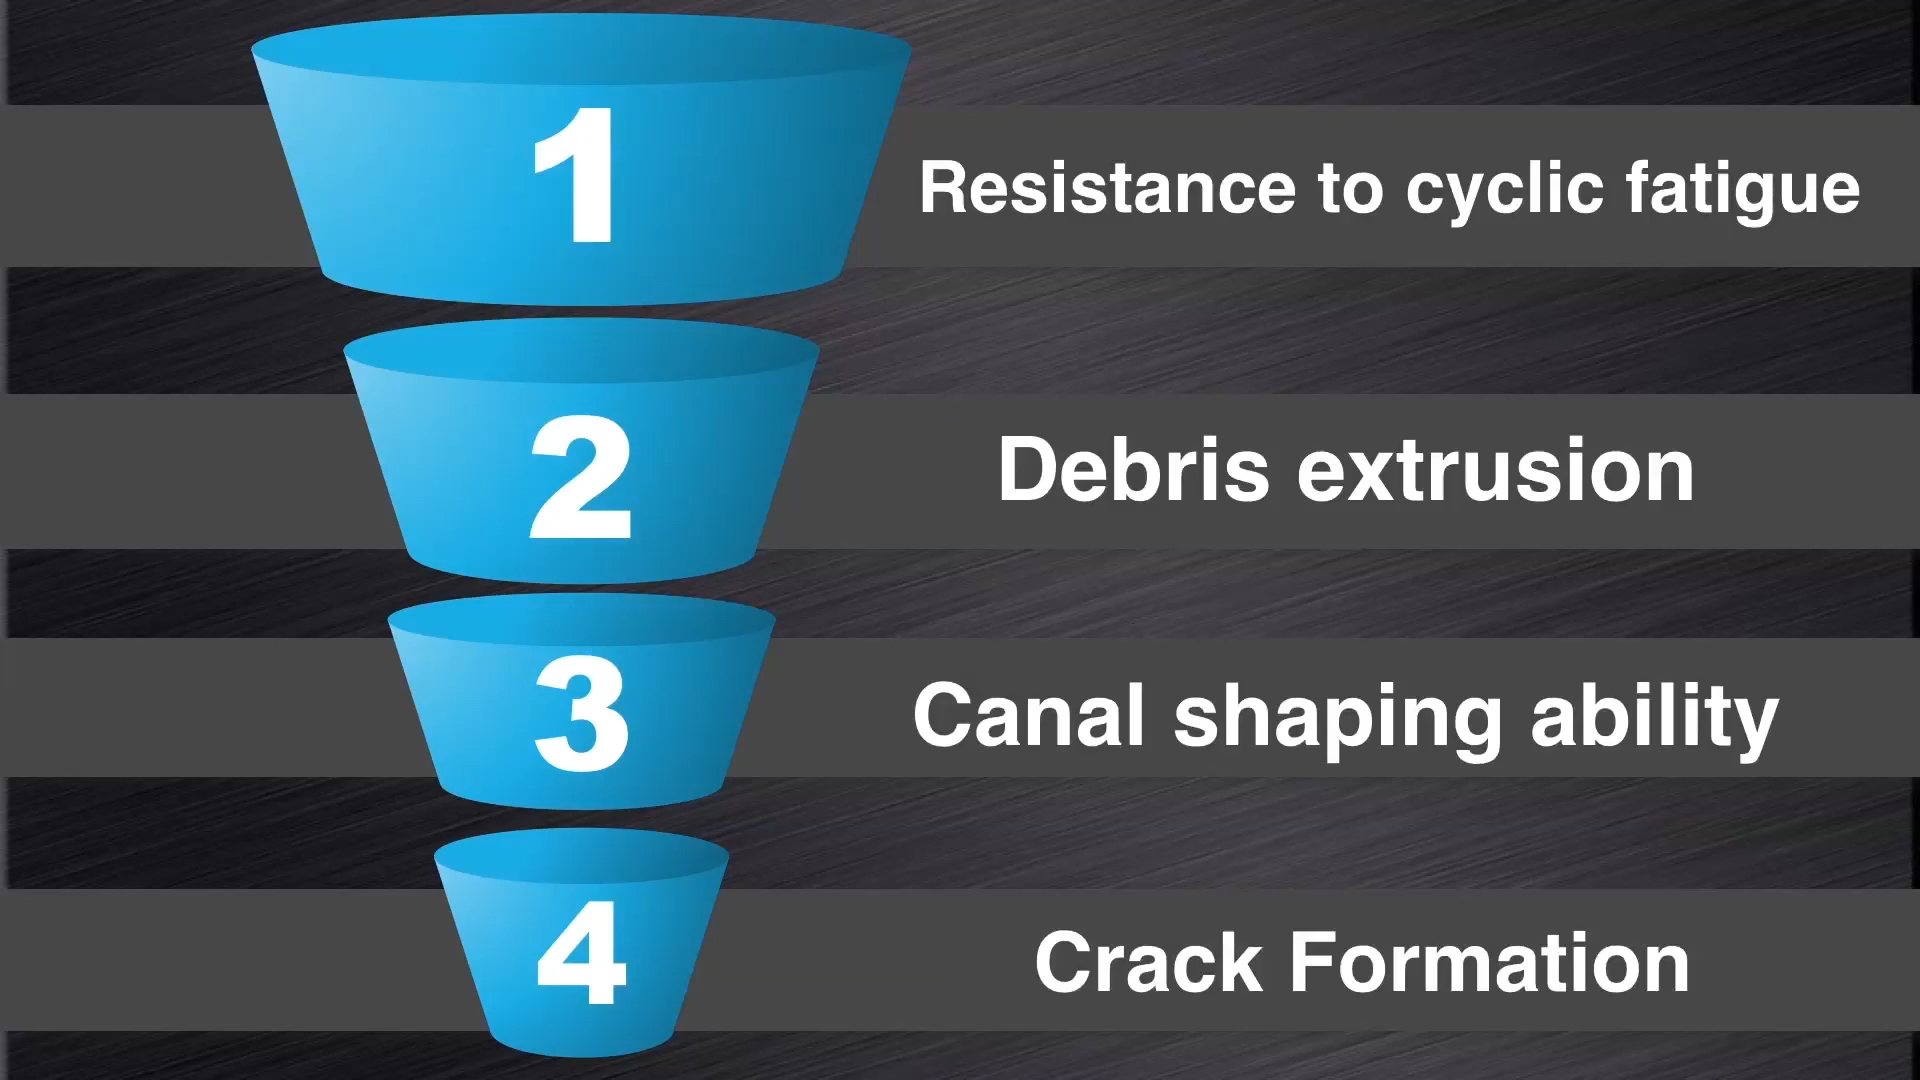 1
Resistance to cyclic fatigue
2
Debris extrusion
3
Canal shaping ability
4
Crack Formation